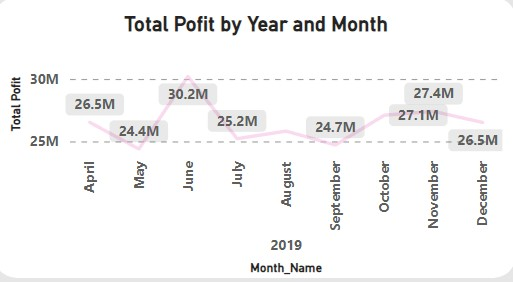 Total Pofit by Year and Month
Total Pofit
30M
25M
26.5M
24.4M
30.2M
25.2M
24.7M
27.1M
27.4M
26.5M
April
May
June
July
August
September
October
November
December
2019
Month_Name